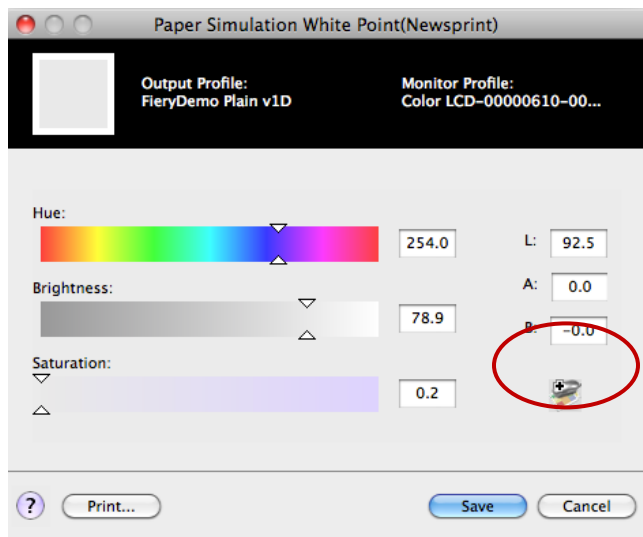 Paper Simulation White Point(Newsprint)
Output Profile:
FieryDemo Plain v1D
Monitor Profile:
Color LCD-00000610-00...
Hue:
254.0
L: 92.5
A: 0.0
Brightness:
78.9
B: -0.0
Saturation:
0.2
?
Print...
Save
Cancel